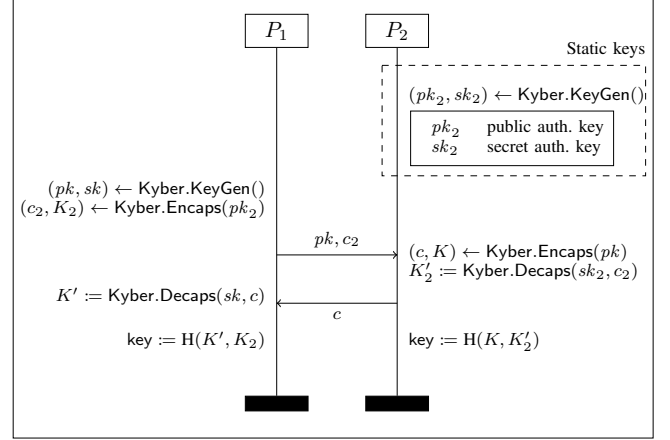 P₁
P₂
Static keys
(pk₂, sk₂) ← Kyber.KeyGen()
pk₂ public auth. key
sk₂ secret auth. key
(pk, sk) ← Kyber.KeyGen()
(c₂, K₂) ← Kyber.Encaps(pk₂)
pk, c₂
(c, K) ← Kyber.Encaps(pk)
K′₂ := Kyber.Decaps(sk₂, c₂)
K′ := Kyber.Decaps(sk, c)
c
key := H(K′, K₂)
key := H(K, K′₂)